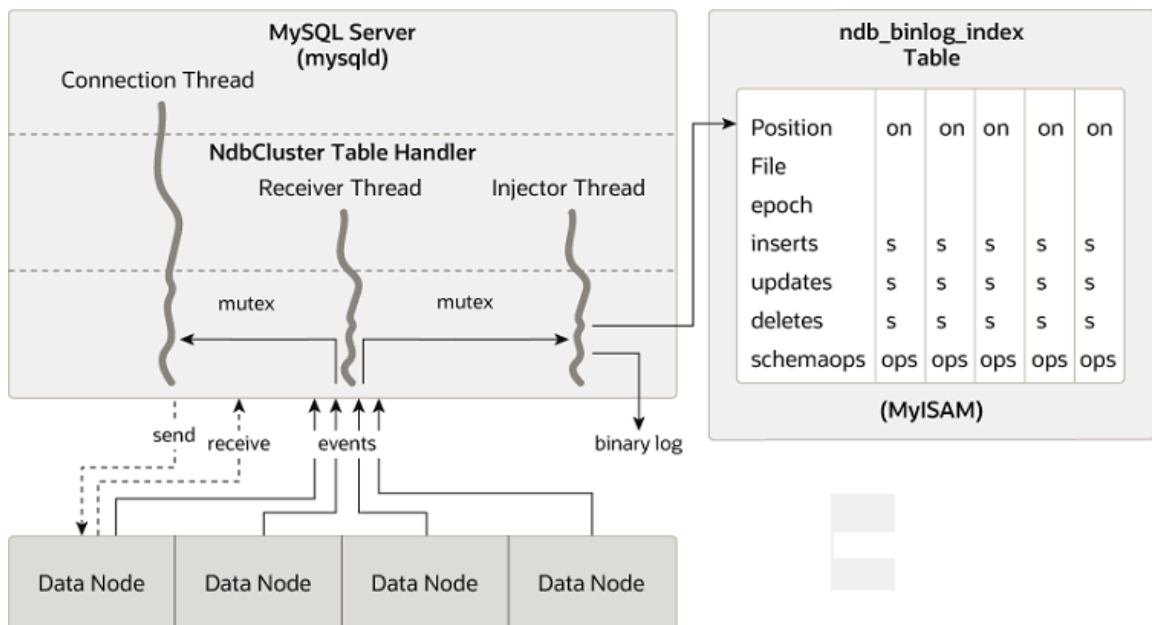 MySQL Server
(mysqld)
Connection Thread
NdbCluster Table Handler
Receiver Thread
Injector Thread
mutex
mutex
send
receive
events
binary log
Data Node
Data Node
Data Node
Data Node
ndb_binlog_index
Table
Position on on on on on
File
epoch
inserts s s s s s
updates s s s s s
deletes s s s s s
schemaops ops ops ops ops ops
(MyISAM)